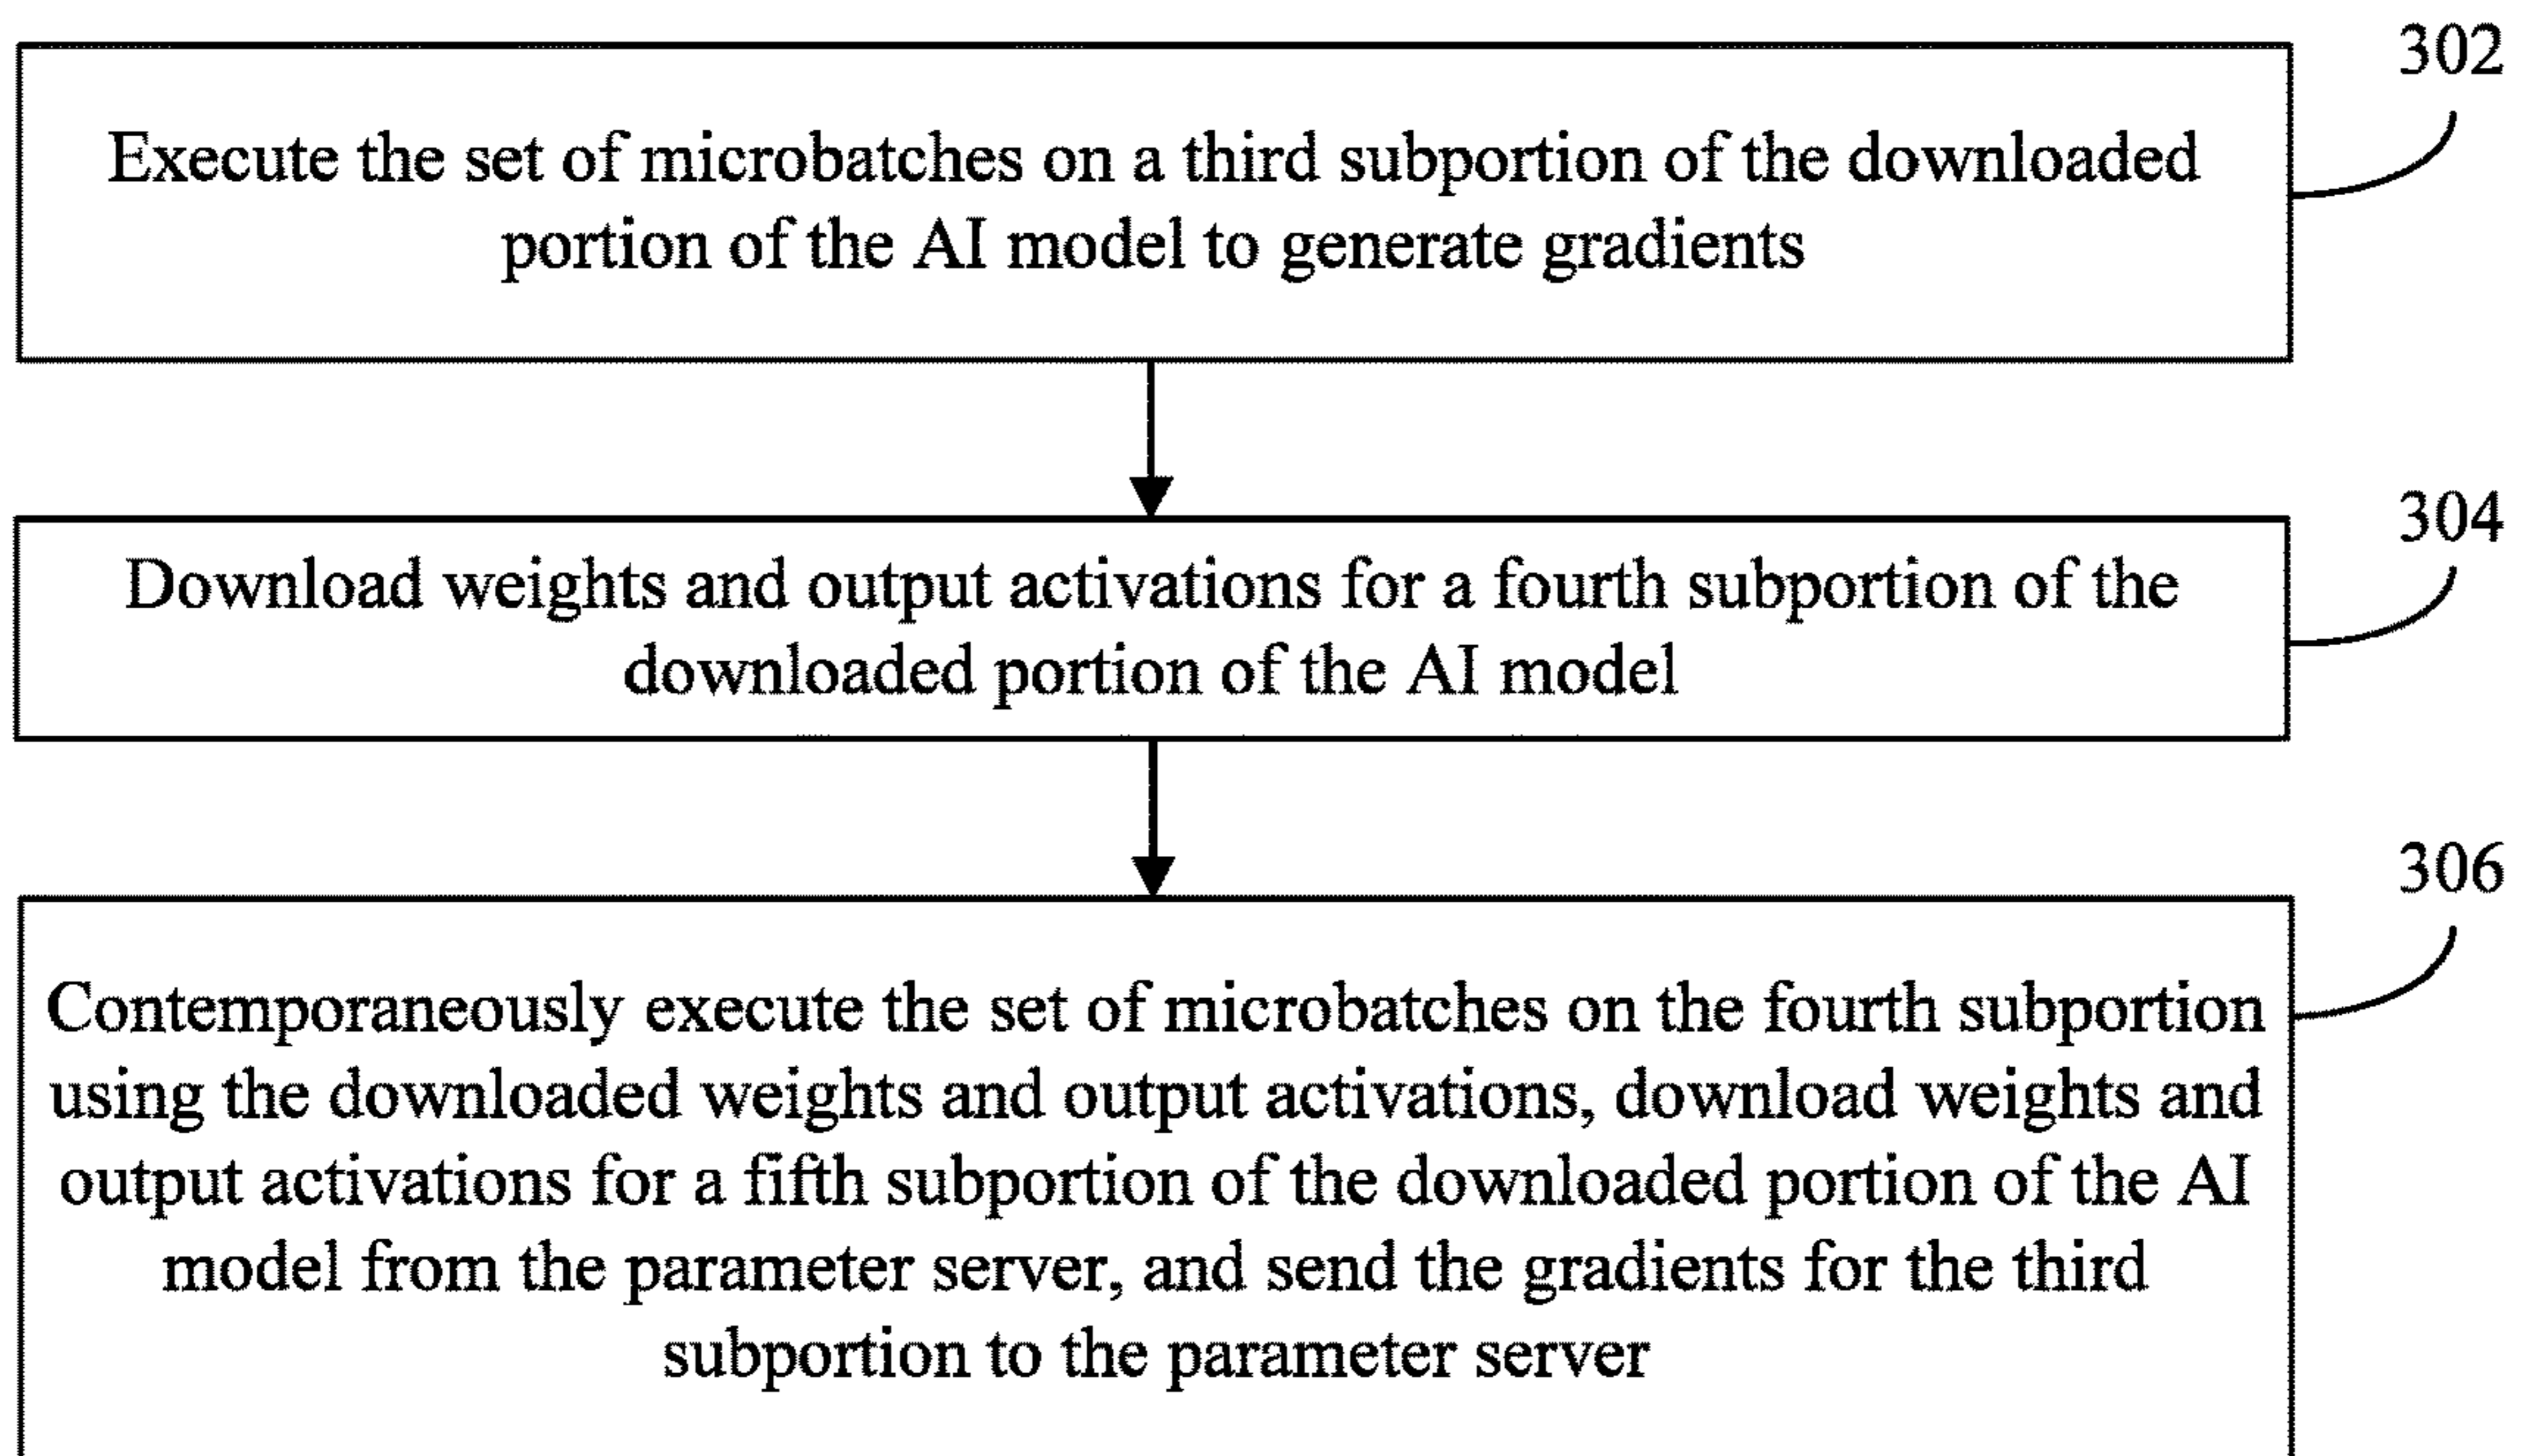 302
Execute the set of microbatches on a third subportion of the downloaded
portion of the AI model to generate gradients
304
Download weights and output activations for a fourth subportion of the
downloaded portion of the AI model
306
Contemporaneously execute the set of microbatches on the fourth subportion
using the downloaded weights and output activations, download weights and
output activations for a fifth subportion of the downloaded portion of the AI
model from the parameter server, and send the gradients for the third
subportion to the parameter server